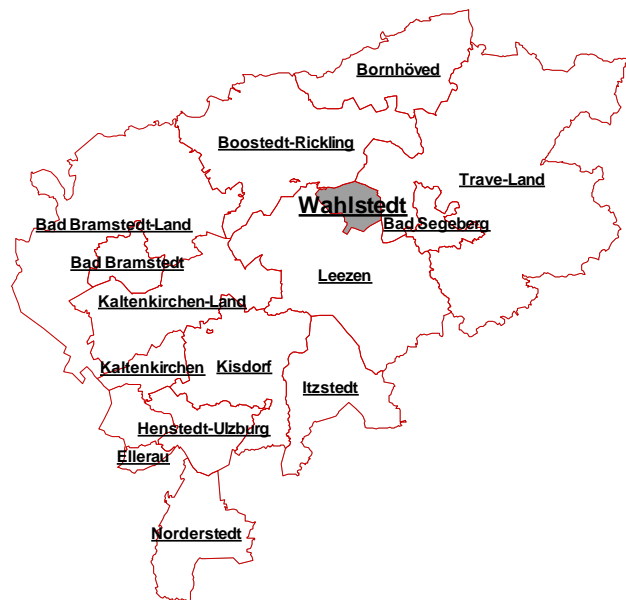 Bornhöved
Boostedt-Rickling
Trave-Land
Wahlstedt
Bad Bramstedt-Land
Bad Segeberg
Bad Bramstedt
Leezen
Kaltenkirchen-Land
Kaltenkirchen
Kisdorf
Itzstedt
Henstedt-Ulzburg
Ellerau
Norderstedt